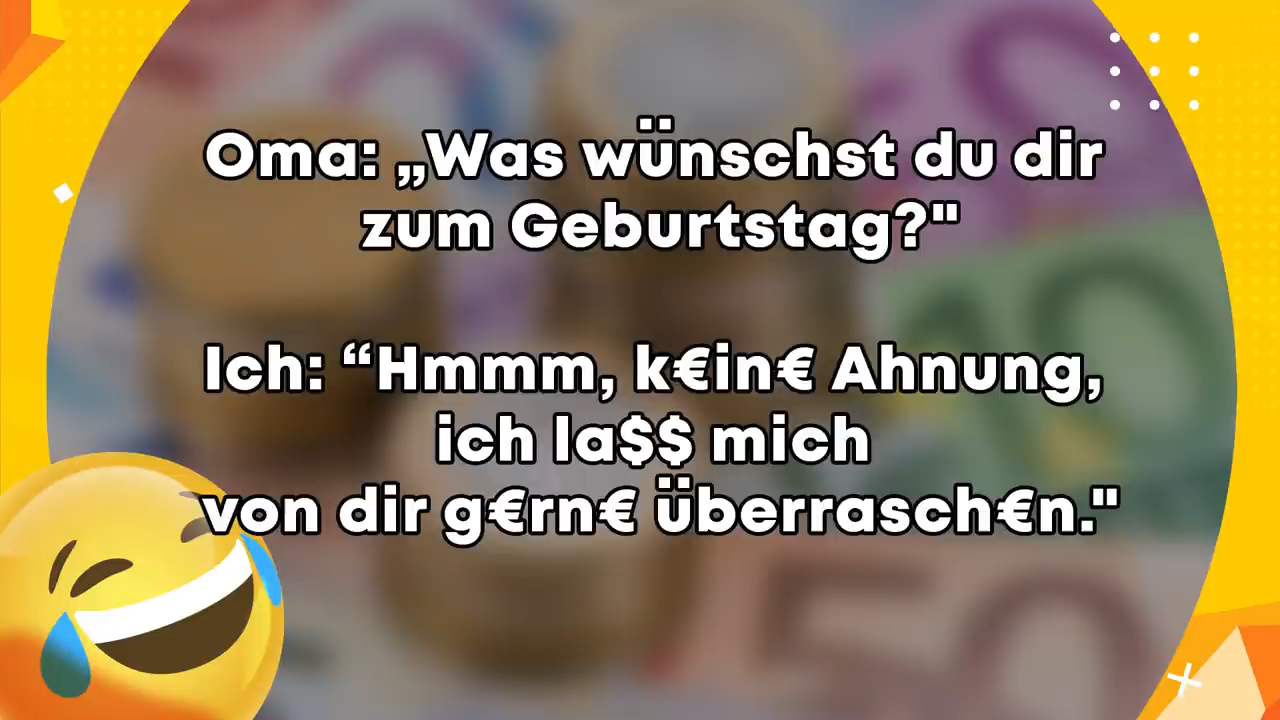 Oma: „Was wünschst du dir
zum Geburtstag?"
Ich: “Hmmm, k€in€ Ahnung,
ich la$$ mich
von dir g€rn€ überrasch€n."